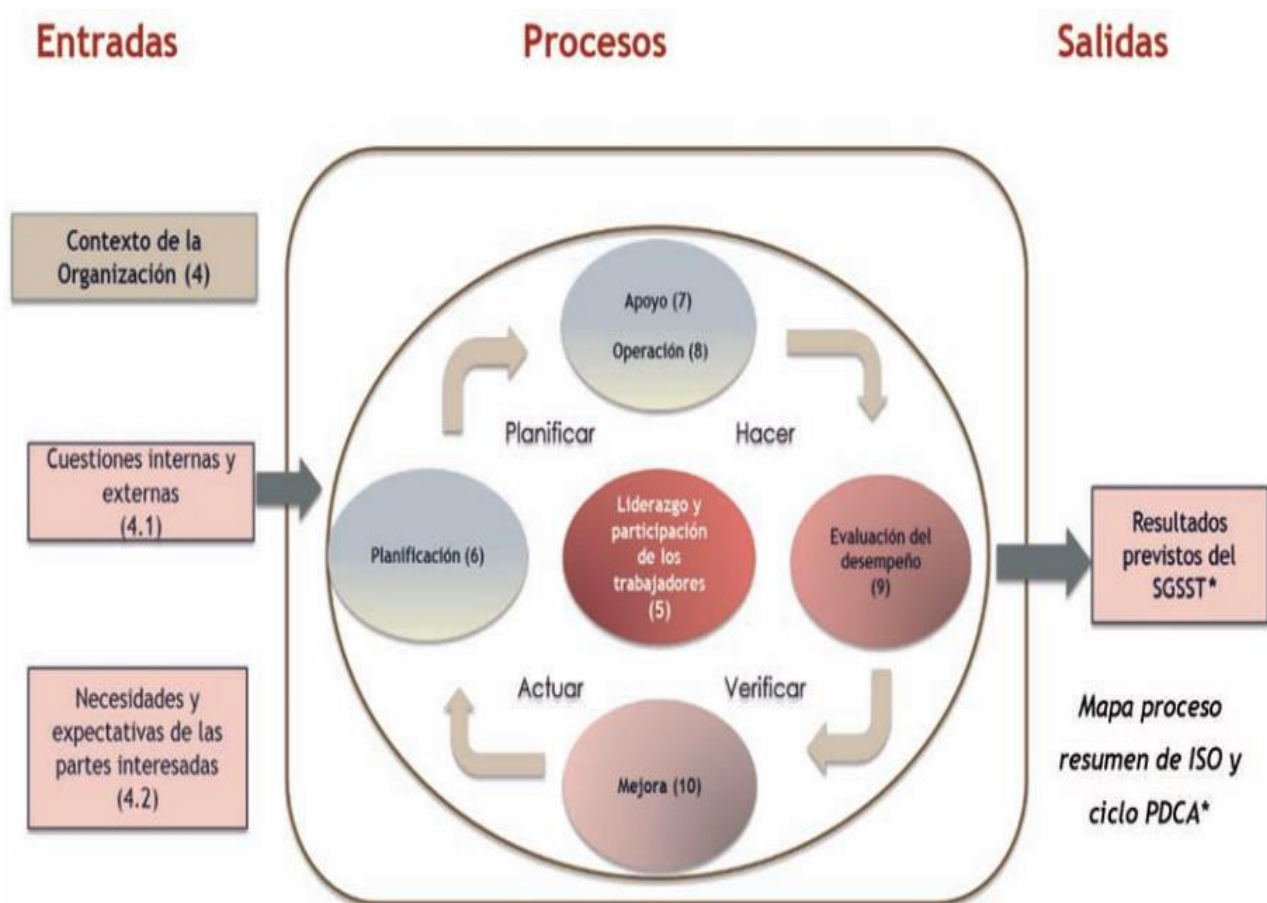 Entradas
Procesos
Salidas
Contexto de la
Organización (4)
Cuestiones internas y
externas
(4.1)
Necesidades y
expectativas de las
partes interesadas
(4.2)
Apoyo (7)
Operación (8)
Planificar
Hacer
Planificación (6)
Liderazgo y
participación
de los
trabajadores
(5)
Evaluación del
desempeño
(9)
Actuar
Verificar
Mejora (10)
Resultados
previstos del
SGSST*
Mapa proceso
resumen de ISO y
ciclo PDCA*